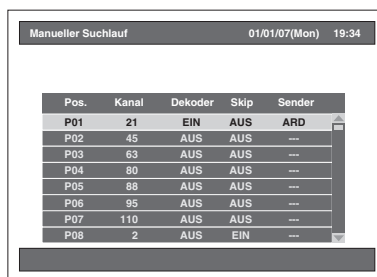 Manueller Suchlauf 01/01/07(Mon) 19:34
Pos. Kanal Dekoder Skip Sender
P01 21 EIN AUS ARD
P02 45 AUS AUS ---
P03 63 AUS AUS ---
P04 80 AUS AUS ---
P05 88 AUS AUS ---
P06 95 AUS AUS ---
P07 110 AUS AUS ---
P08 2 AUS EIN ---